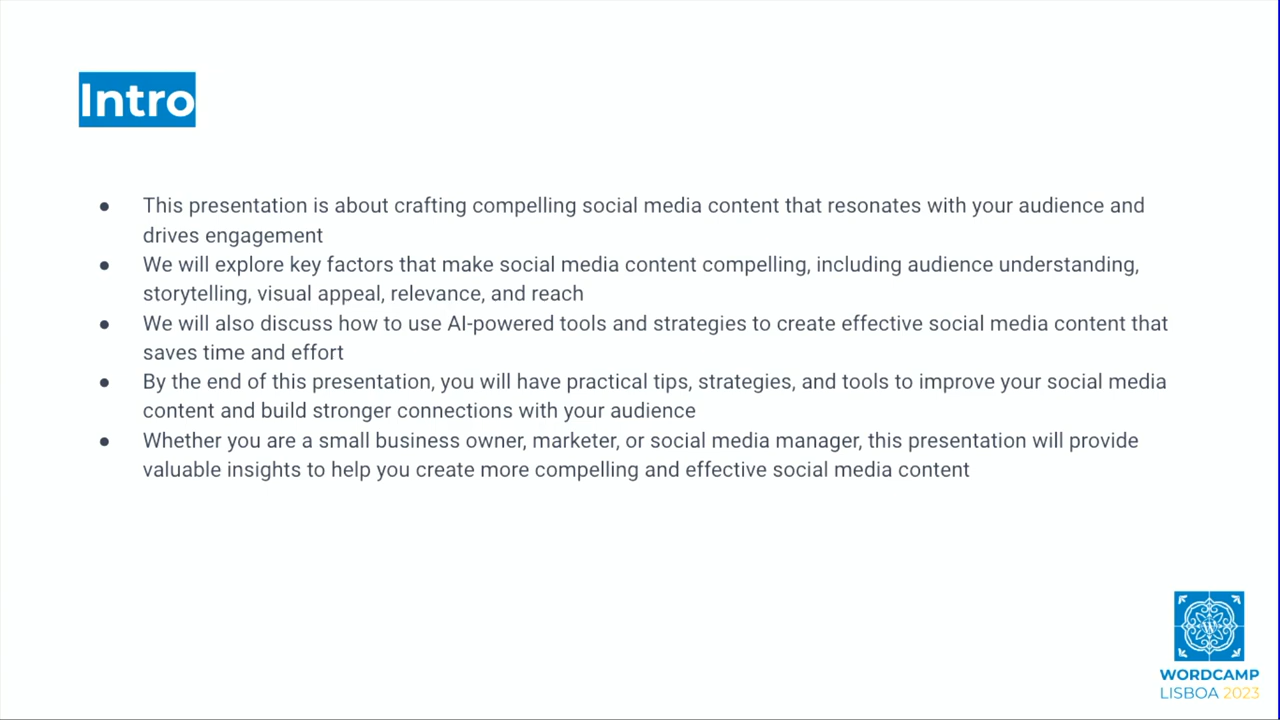 Intro
● This presentation is about crafting compelling social media content that resonates with your audience and
drives engagement
● We will explore key factors that make social media content compelling, including audience understanding,
storytelling, visual appeal, relevance, and reach
● We will also discuss how to use AI-powered tools and strategies to create effective social media content that
saves time and effort
● By the end of this presentation, you will have practical tips, strategies, and tools to improve your social media
content and build stronger connections with your audience
● Whether you are a small business owner, marketer, or social media manager, this presentation will provide
valuable insights to help you create more compelling and effective social media content
W
WORDCAMP
LISBOA 2023